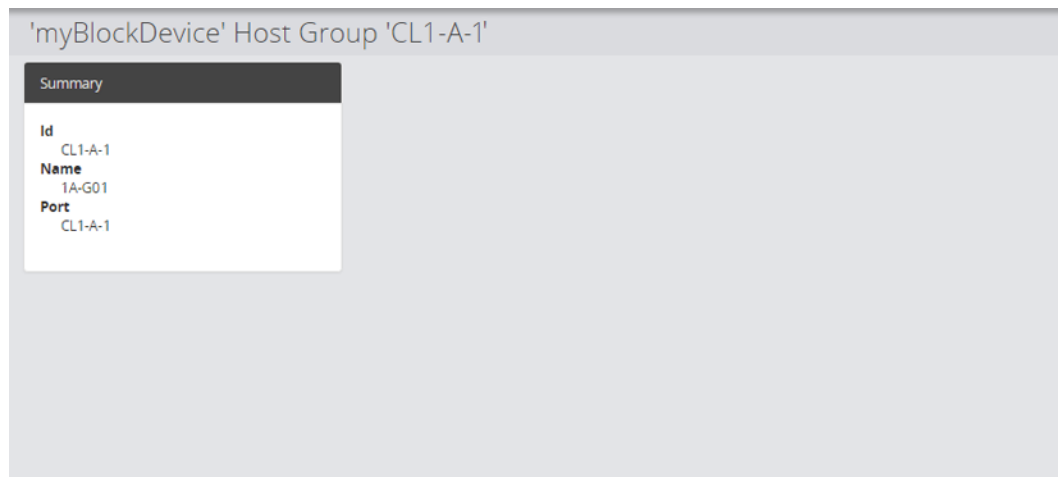 'myBlockDevice' Host Group 'CL1-A-1'
Summary
Id
CL1-A-1
Name
1A-G01
Port
CL1-A-1